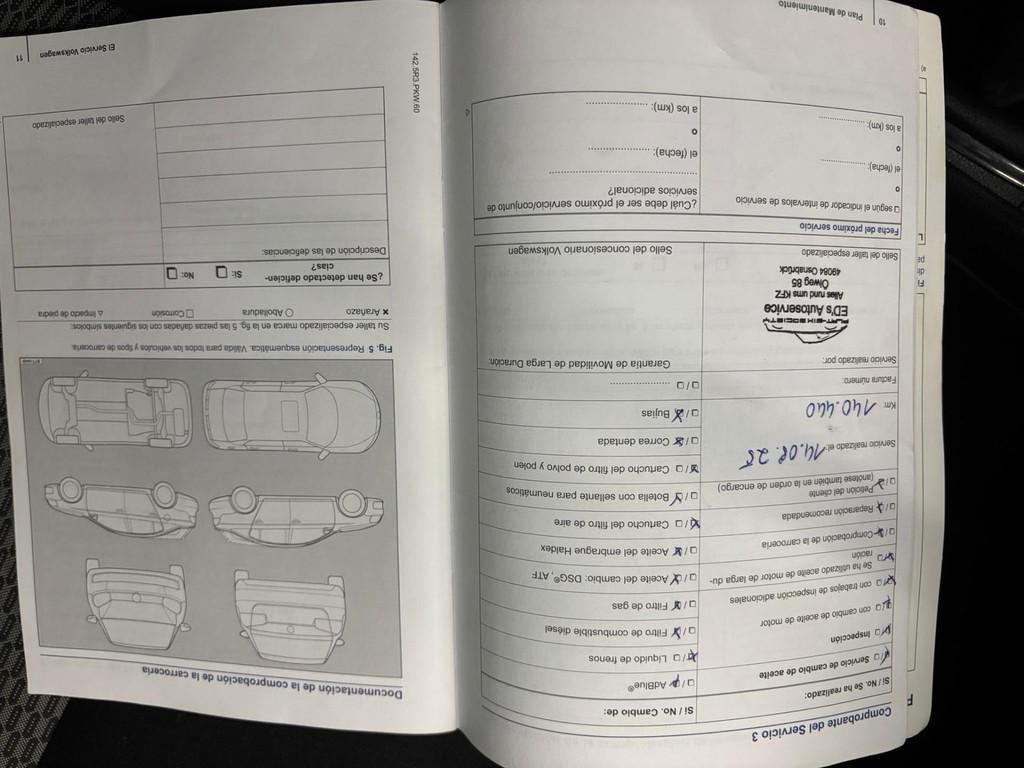 Comprobante del Servicio 3
Sí / No. Se ha realizado:
Sí / No. Cambio de:
☑ / ☐ Servicio de cambio de aceite
☑ / ☐ Inspección
☑ / ☐ con cambio de aceite de motor
☑ / ☐ con trabajos de inspección adicionales
☑ / ☐ Se ha utilizado aceite de motor de larga du-
ración
☐ / ☑ Comprobación de la carrocería
☐ / ☑ Reparación recomendada
☐ / ☑ Petición del cliente
(anótese también en la orden de encargo)
Servicio realizado el: 14.08.25
Km: 140.440
Factura número:
Servicio realizado por:
ED's Autoservice
Alles rund ums KFZ
Ölweg 85
49084 Osnabrück
Sello del taller especializado
☐ / ☑ AdBlue®
☑ / ☐ Líquido de frenos
☐ / ☑ Filtro de combustible diésel
☐ / ☑ Filtro de gas
☐ / ☑ Aceite del cambio: DSG®, ATF
☐ / ☑ Aceite del embrague Haldex
☑ / ☐ Cartucho del filtro de aire
☐ / ☑ Botella con sellante para neumáticos
☑ / ☐ Cartucho del filtro de polvo y polen
☐ / ☑ Correa dentada
☐ / ☑ Bujías
☐ / ☐ ....................
Garantía de Movilidad de Larga Duración:
Sello del concesionario Volkswagen
Fecha del próximo servicio
☐ según el indicador de intervalos de servicio
o
el (fecha): ................
o
a los (km): ................
¿Cuál debe ser el próximo servicio/conjunto de
servicios adicional?
........................................
el (fecha): ................
o
a los (km): ................
10 | Plan de Mantenimiento
Documentación de la comprobación de la carrocería
Fig. 5 Representación esquemática. Válida para todos los vehículos y tipos de carrocería.
Su taller especializado marca en la fig. 5 las piezas dañadas con los siguientes símbolos:
× Arañazo ○ Abolladura ☐ Corrosión △ Impacto de piedra
¿Se han detectado deficien-
cias? Sí: ☐ No: ☐
Descripción de las deficiencias:
Sello del taller especializado
142.5R3.PKW.60
El Servicio Volkswagen | 11